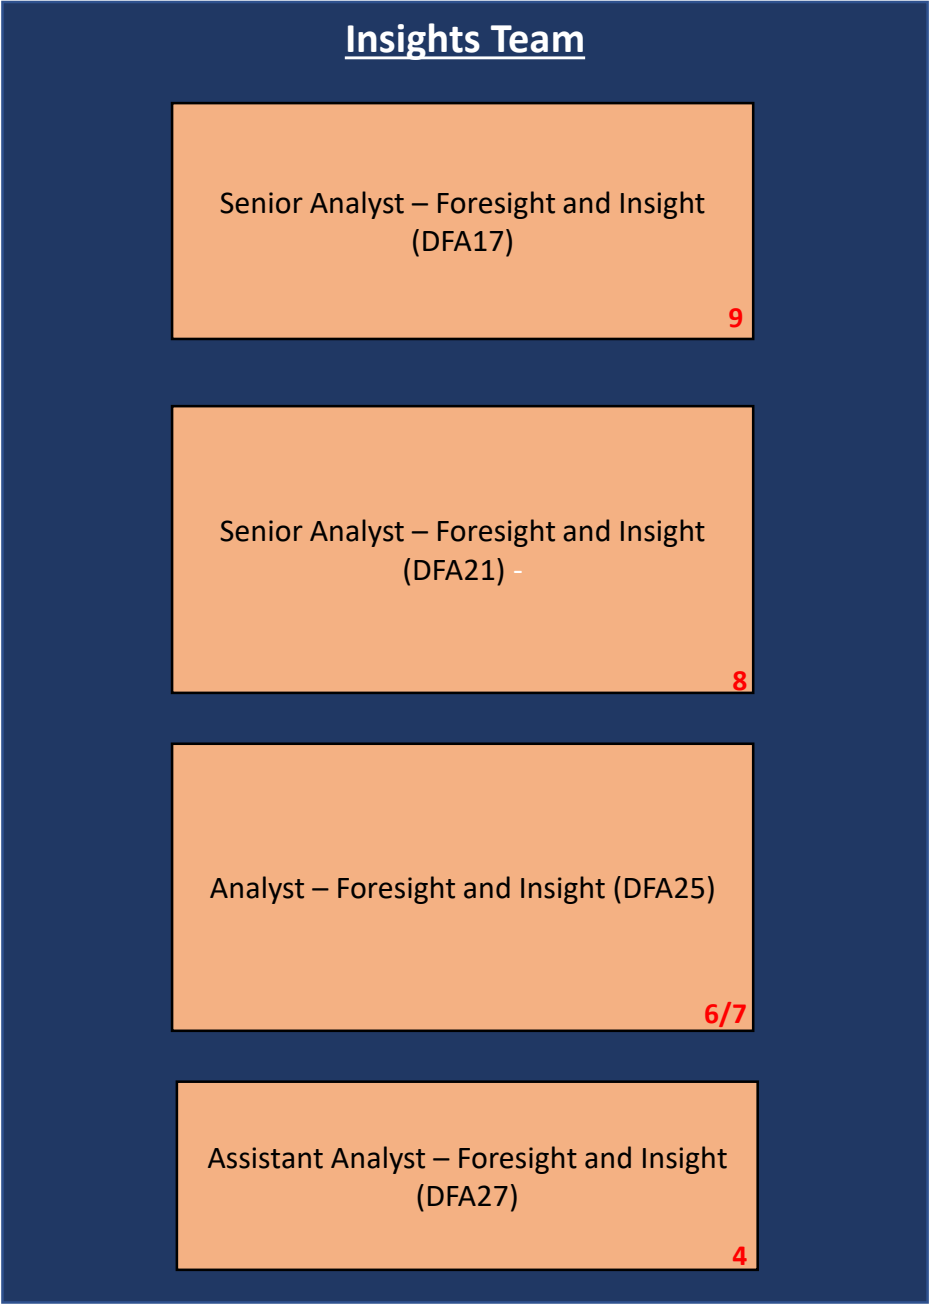 Insights Team
Senior Analyst – Foresight and Insight
(DFA17)
9
Senior Analyst – Foresight and Insight
(DFA21) -
8
Analyst – Foresight and Insight (DFA25)
6/7
Assistant Analyst – Foresight and Insight
(DFA27)
4